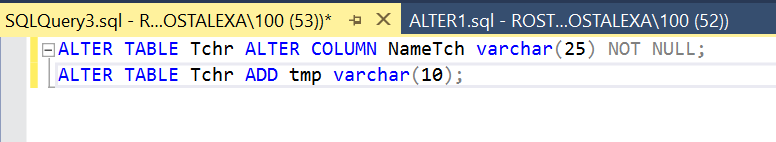 SQLQuery3.sql - R...OSTALEXA\100 (53))* ALTER1.sql - ROST...OSTALEXA\100 (52))
ALTER TABLE Tchr ALTER COLUMN NameTch varchar(25) NOT NULL;
ALTER TABLE Tchr ADD tmp varchar(10);